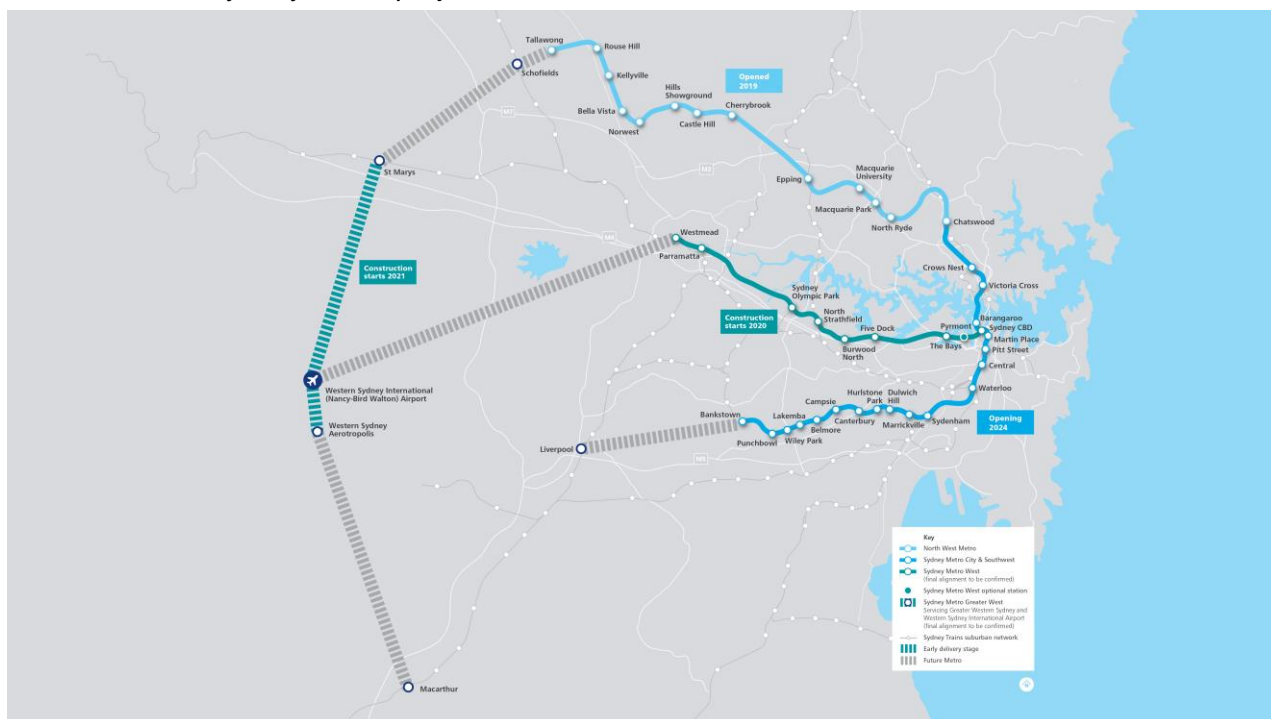 Tallawong
Rouse Hill
Schofields
Kellyville
Opened
2019
Hills
Showground
Cherrybrook
Bella Vista
Castle Hill
Norwest
M7
M2
St Marys
Epping
Macquarie
University
Macquarie Park
North Ryde
Chatswood
Westmead
M4
Parramatta
Construction
starts 2021
Crows Nest
Victoria Cross
Sydney
Olympic Park
Construction
starts 2020
North
Strathfield
Five Dock
Pyrmont
Barangaroo
Sydney CBD
Martin Place
The Bays
Burwood
North
Pitt Street
Central
Western Sydney International
(Nancy-Bird Walton) Airport
Waterloo
Hurlstone
Park
Dulwich
Hill
Campsie
Bankstown
Lakemba
Canterbury
Sydenham
Opening
2024
Western Sydney
Aerotropolis
Belmore
Marrickville
Punchbowl
Wiley Park
Liverpool
M5
Macarthur
Key
North West Metro
Sydney Metro City & Southwest
Sydney Metro West
(final alignment to be confirmed)
Sydney Metro West optional station
Sydney Metro Greater West
Servicing Greater Western Sydney and
Western Sydney International Airport
(final alignment to be confirmed)
Sydney Trains suburban network
Early delivery stage
Future Metro